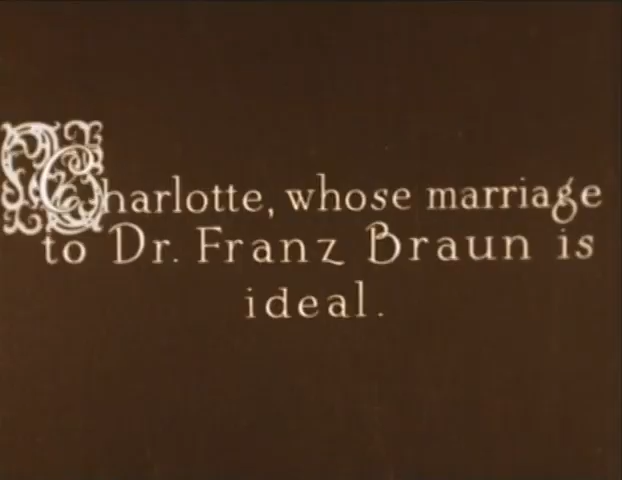 Charlotte, whose marriage
to Dr. Franz Braun is
ideal.